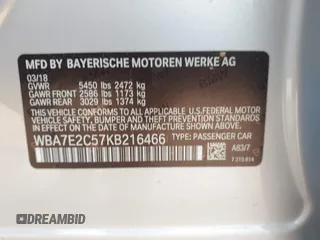 MFD BY BAYERISCHE MOTOREN WERKE AG
03/18
GVWR 5450 lbs 2472 kg
GAWR FRONT 2586 lbs 1173 kg
GAWR REAR 3029 lbs 1374 kg
THIS VEHICLE CONFORMS TO ALL APPLICABLE FEDERAL MOTOR
VEHICLE SAFETY, BUMPER AND THEFT PREVENTION STANDARDS IN
EFFECT ON THE DATE OF MANUFACTURE SHOWN ABOVE.
WBA7E2C57KB216466 TYPE: PASSENGER CAR
A83/7
AUTOHELPERBOT.COM